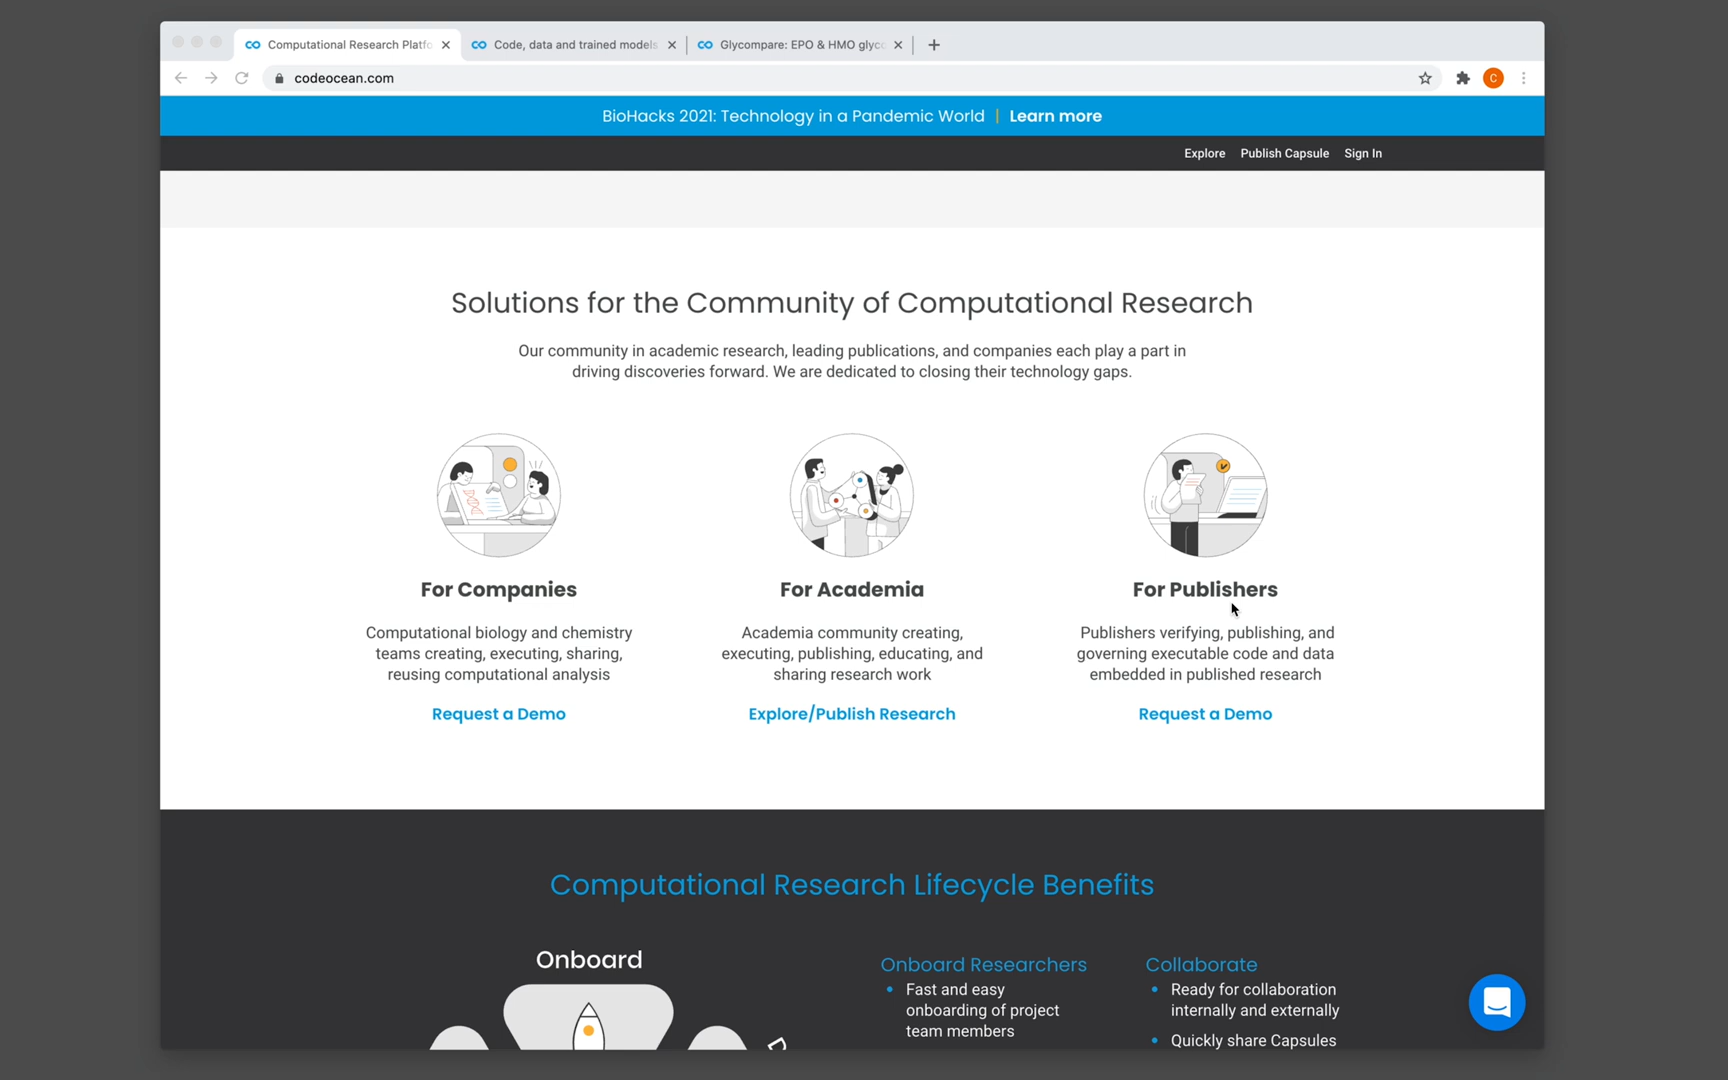 Computational Research Platfo
Code, data and trained models
Glycompare: EPO & HMO glyco
codeocean.com
C
BioHacks 2021: Technology in a Pandemic World | Learn more
Explore Publish Capsule Sign In
Solutions for the Community of Computational Research
Our community in academic research, leading publications, and companies each play a part in
driving discoveries forward. We are dedicated to closing their technology gaps.
For Companies
Computational biology and chemistry
teams creating, executing, sharing,
reusing computational analysis
Request a Demo
For Academia
Academia community creating,
executing, publishing, educating, and
sharing research work
Explore/Publish Research
For Publishers
Publishers verifying, publishing, and
governing executable code and data
embedded in published research
Request a Demo
Computational Research Lifecycle Benefits
Onboard
Onboard Researchers
• Fast and easy
onboarding of project
team members
Collaborate
• Ready for collaboration
internally and externally
• Quickly share Capsules